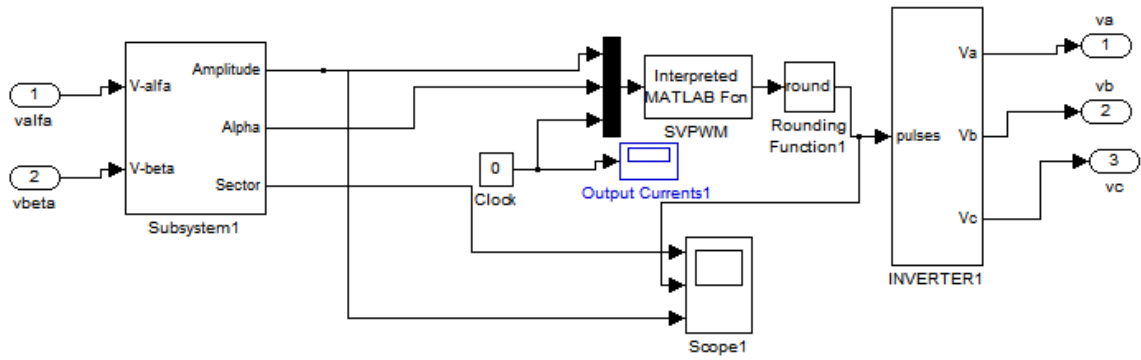 1
valfa
2
vbeta
V-alfa
V-beta
Amplitude
Alpha
Sector
Subsystem1
0
Clock
Interpreted
MATLAB Fcn
SVPWM
Output Currents1
round
Rounding
Function1
Scope1
pulses
Va
Vb
Vc
INVERTER1
va
1
vb
2
3
vc